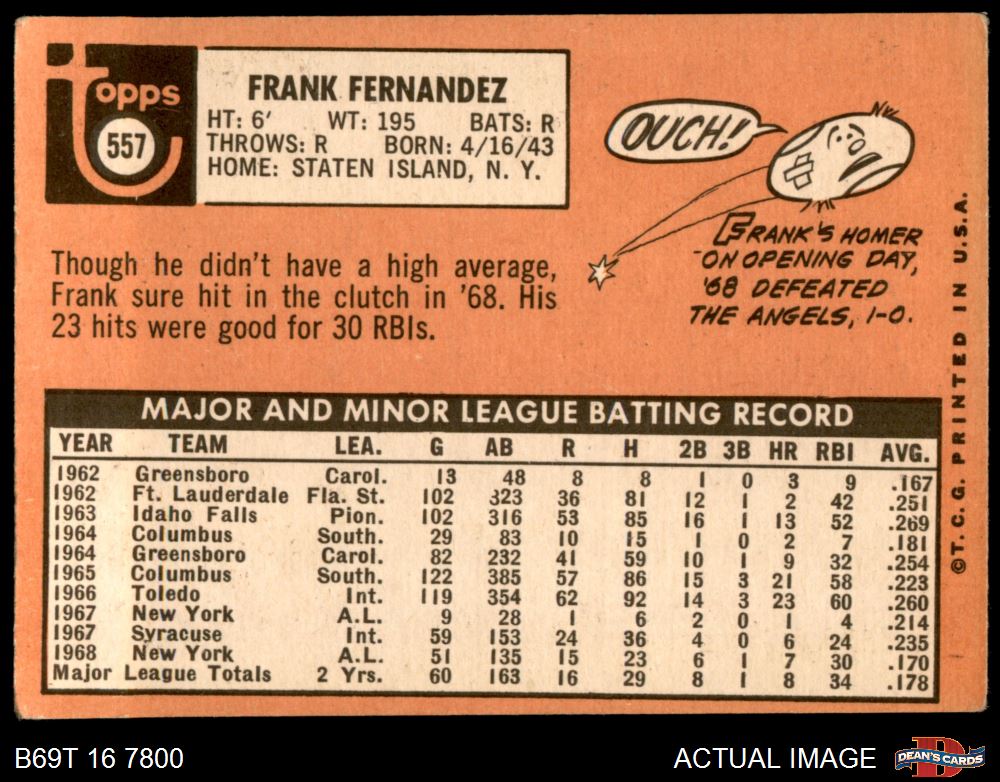 topps
557
FRANK FERNANDEZ
HT: 6' WT: 195 BATS: R
THROWS: R BORN: 4/16/43
HOME: STATEN ISLAND, N. Y.
Though he didn't have a high average,
Frank sure hit in the clutch in '68. His
23 hits were good for 30 RBIs.
OUCH!
FRANK'S HOMER
ON OPENING DAY,
'68 DEFEATED
THE ANGELS, 1-0.
MAJOR AND MINOR LEAGUE BATTING RECORD
YEAR TEAM LEA. G AB R H 2B 3B HR RBI AVG.
1962 Greensboro Carol. 13 48 8 8 1 0 3 9 .167
1962 Ft. Lauderdale Fla. St. 102 323 36 81 12 1 2 42 .251
1963 Idaho Falls Pion. 102 316 53 85 16 1 13 52 .269
1964 Columbus South. 29 83 10 15 1 0 2 7 .181
1964 Greensboro Carol. 82 232 41 59 10 1 9 32 .254
1965 Columbus South. 122 385 57 86 15 3 21 58 .223
1966 Toledo Int. 119 354 62 92 14 3 23 60 .260
1967 New York A.L. 9 28 1 6 2 0 1 4 .214
1967 Syracuse Int. 59 153 24 36 4 0 6 24 .235
1968 New York A.L. 51 135 15 23 6 1 7 30 .170
Major League Totals 2 Yrs. 60 163 16 29 8 1 8 34 .178
©T. C. G. PRINTED IN U.S.A.
B69T 16 7800
ACTUAL IMAGE
D
DEAN'S CARDS